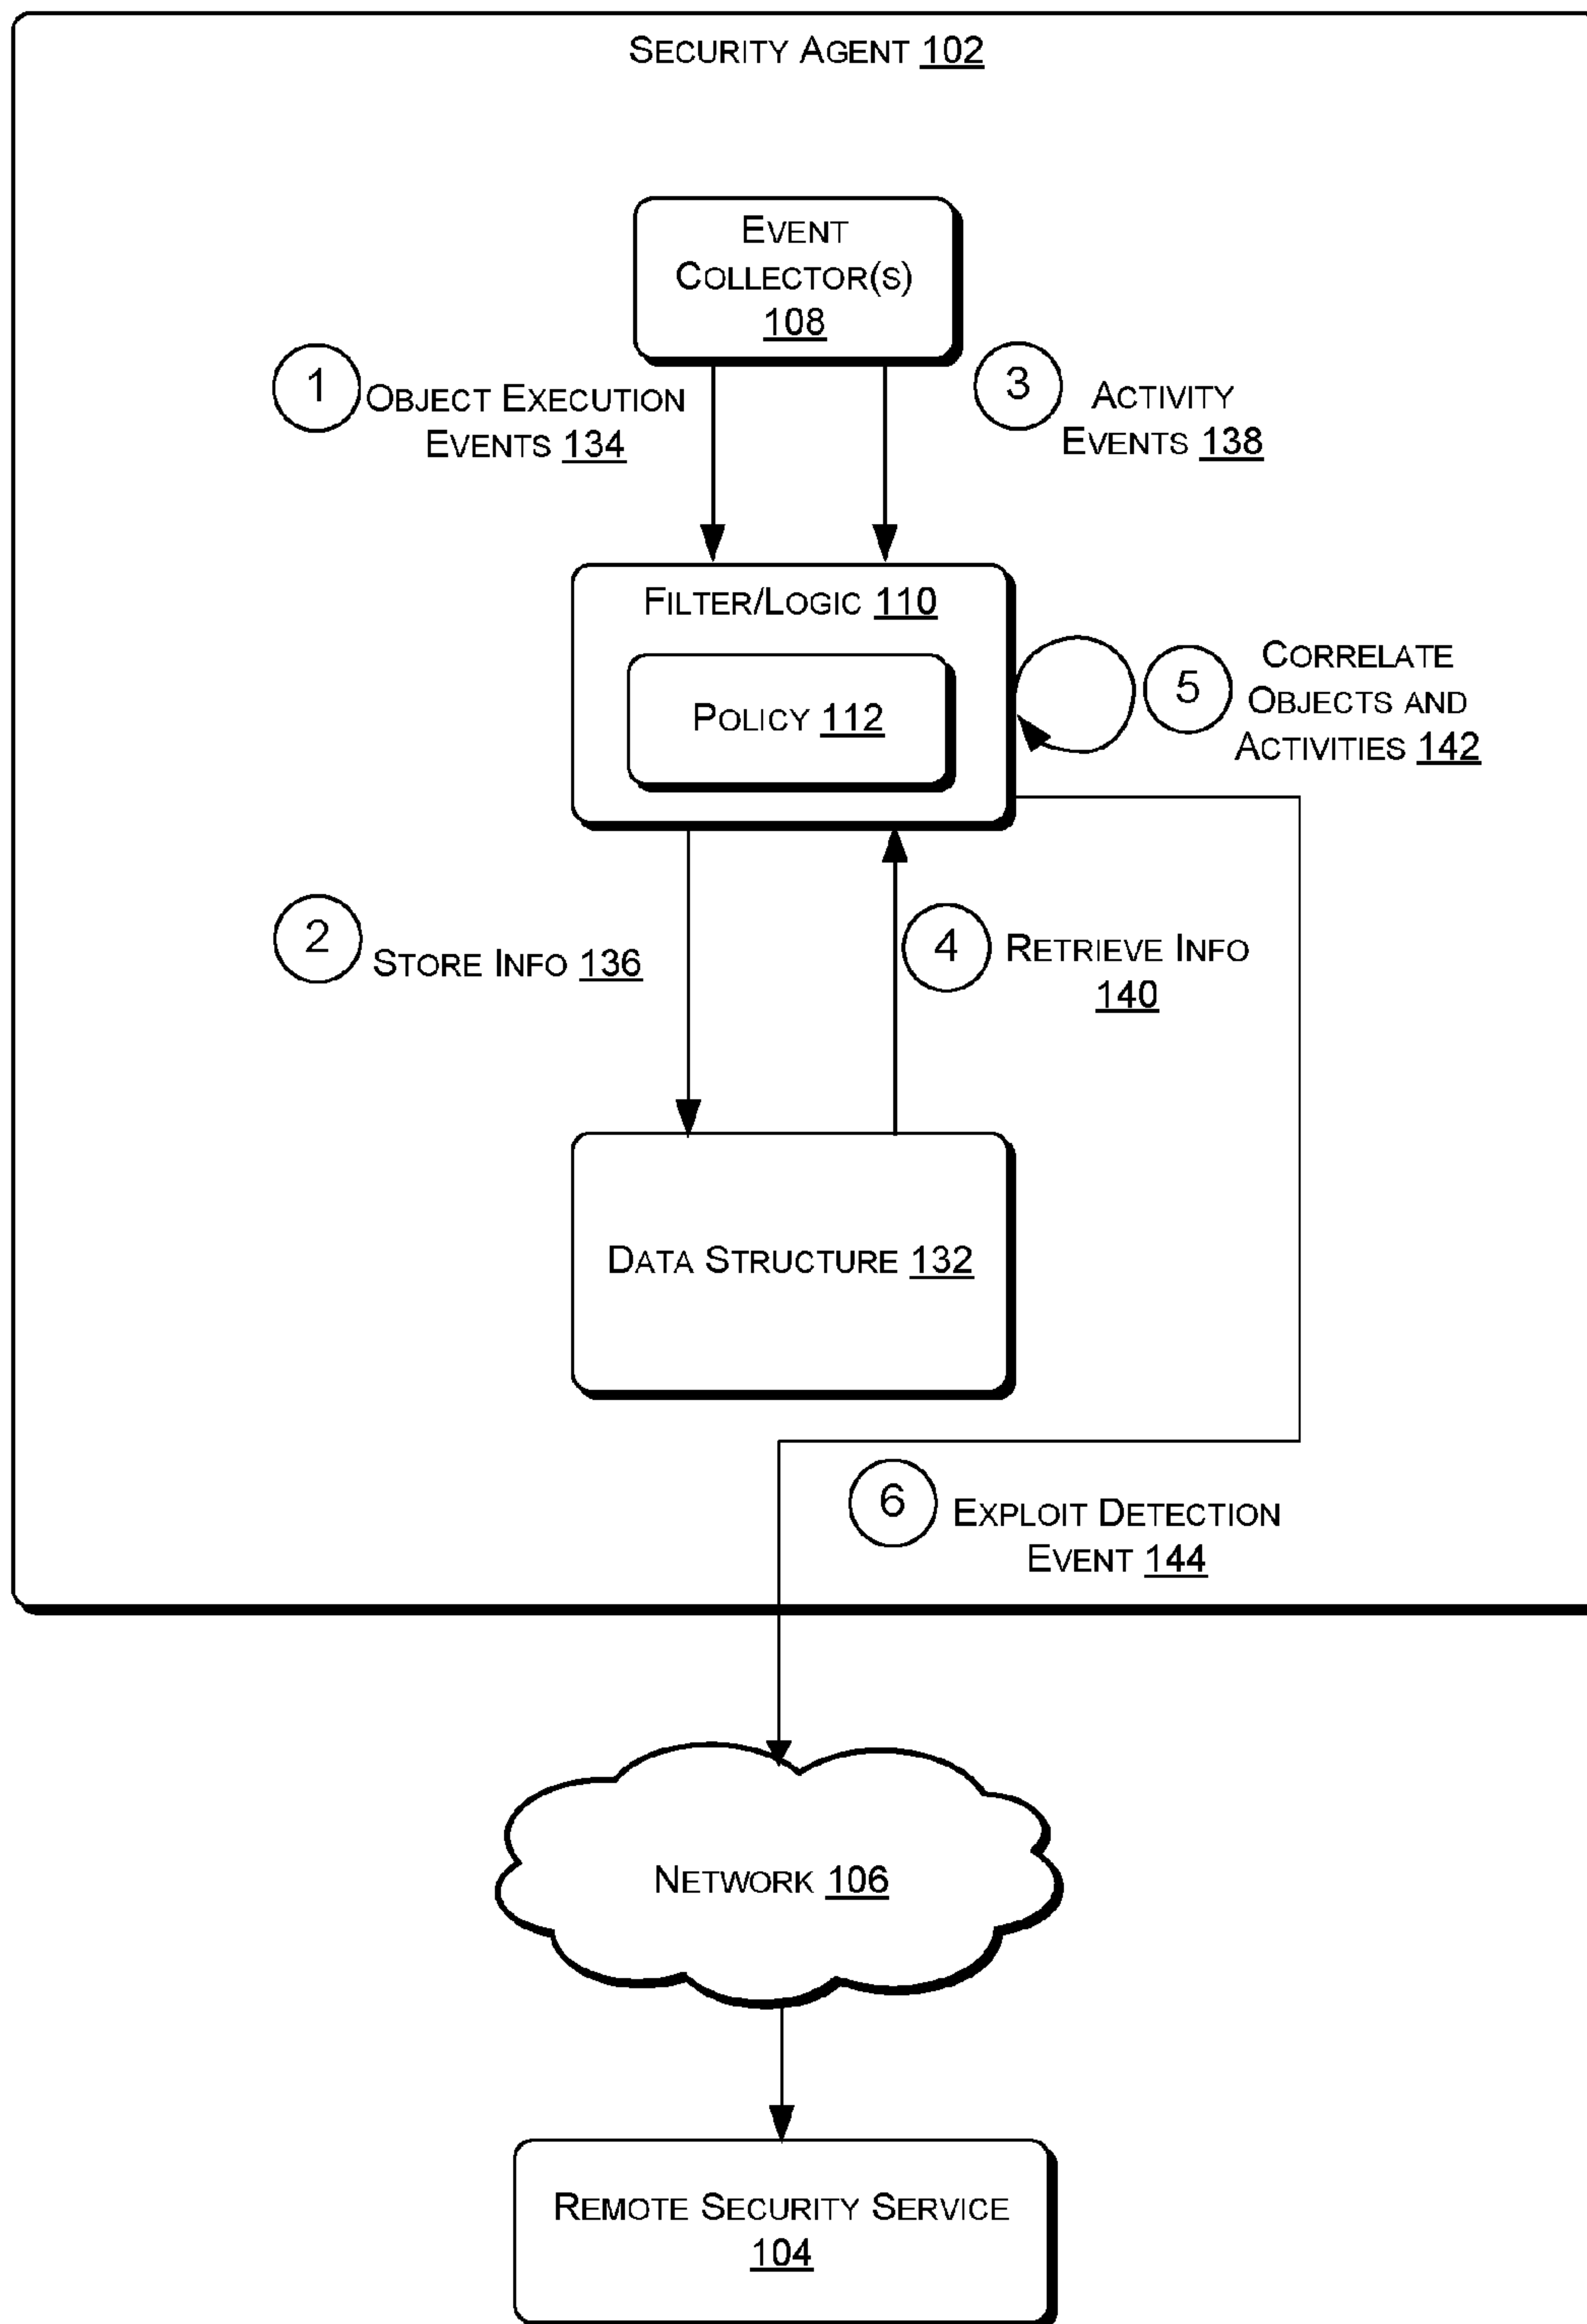 SECURITY AGENT 102
EVENT
COLLECTOR(S)
108
1
OBJECT EXECUTION
EVENTS 134
3
ACTIVITY
EVENTS 138
FILTER/LOGIC 110
POLICY 112
5
CORRELATE
OBJECTS AND
ACTIVITIES 142
2
STORE INFO 136
4
RETRIEVE INFO
140
DATA STRUCTURE 132
6
EXPLOIT DETECTION
EVENT 144
NETWORK 106
REMOTE SECURITY SERVICE
104